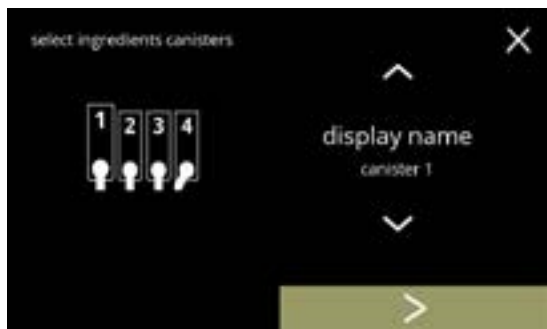 select ingredients canisters
1 2 3 4
display name
canister 1